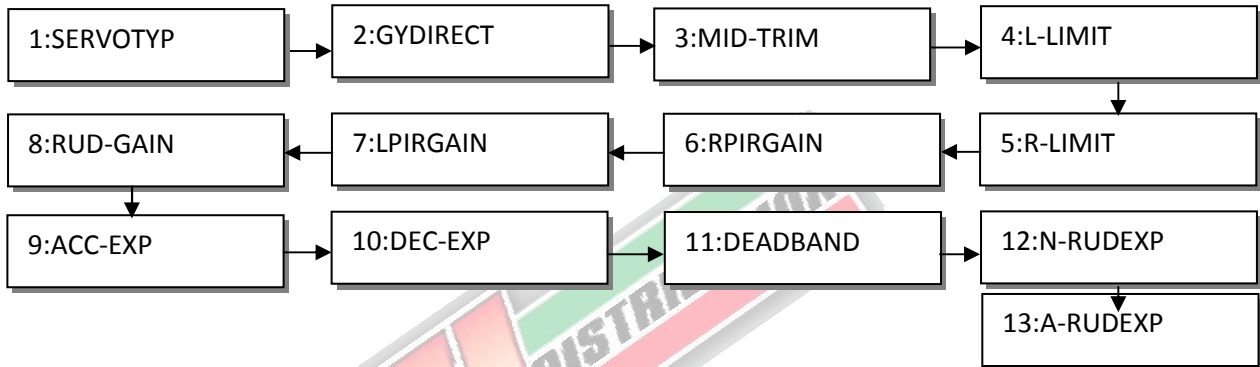 1:SERVOTYP
2:GYDIRECT
3:MID-TRIM
4:L-LIMIT
5:R-LIMIT
6:RPIRGAIN
7:LPIRGAIN
8:RUD-GAIN
9:ACC-EXP
10:DEC-EXP
11:DEADBAND
12:N-RUDEXP
13:A-RUDEXP